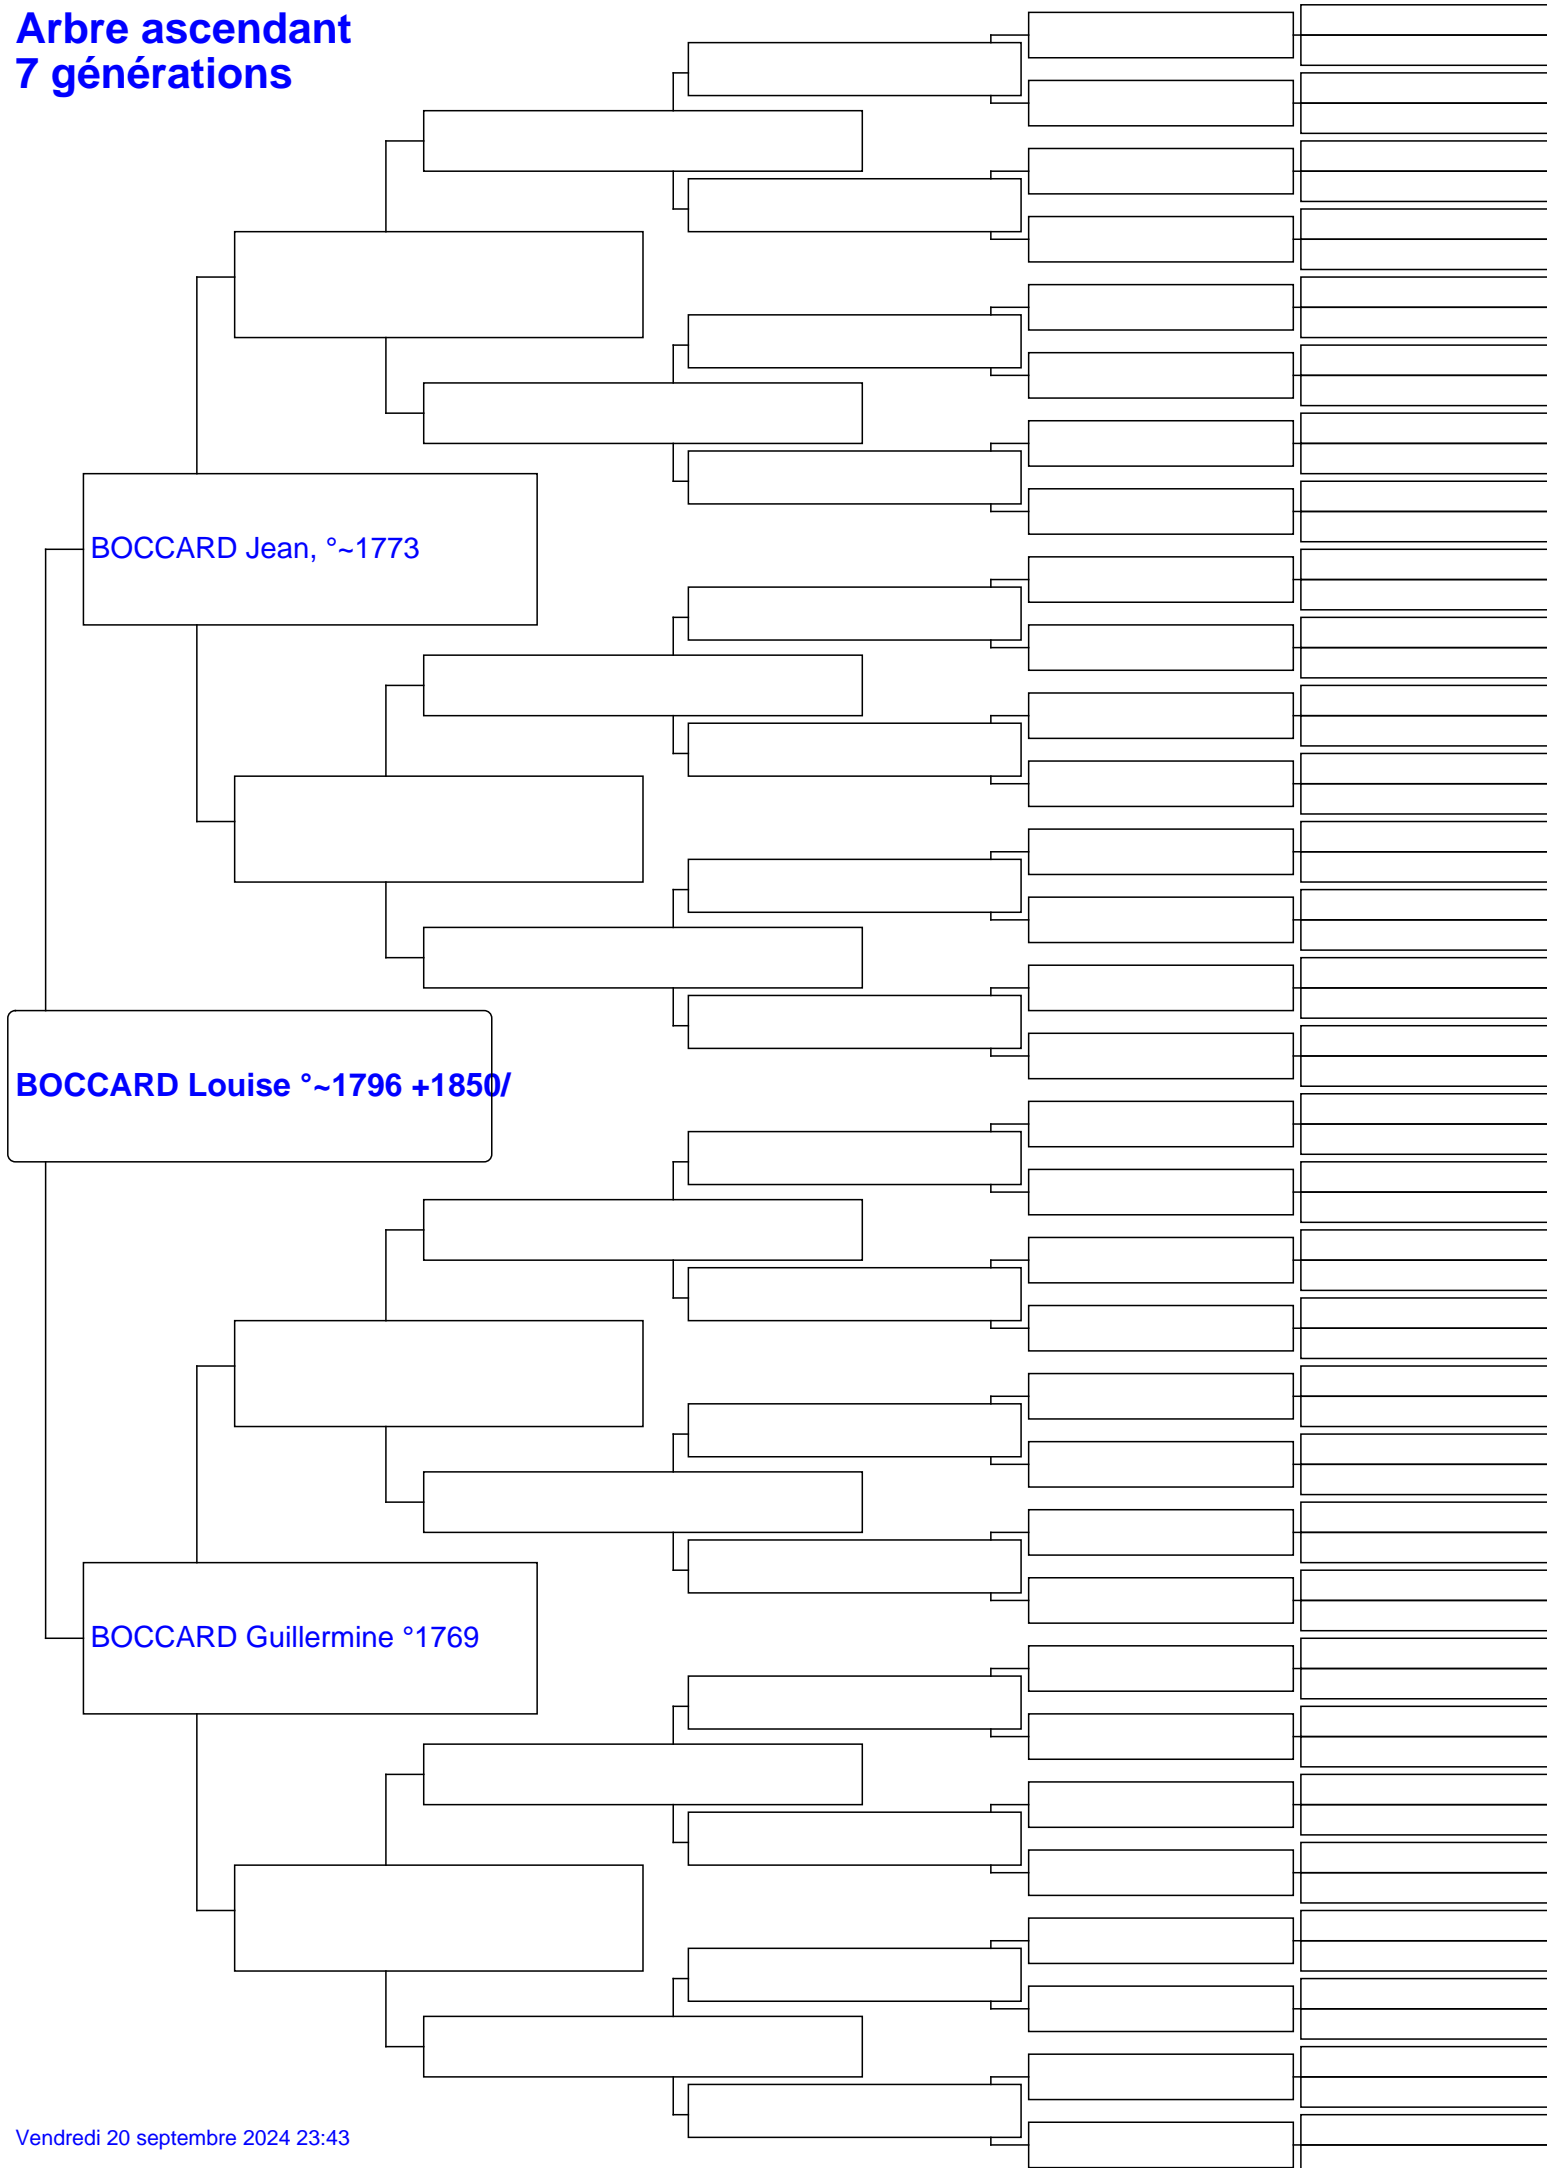 Arbre ascendant
7 générations
BOCCARD Jean, °~1773
BOCCARD Louise °~1796 +1850/
BOCCARD Guillermine °1769
Vendredi 20 septembre 2024 23:43